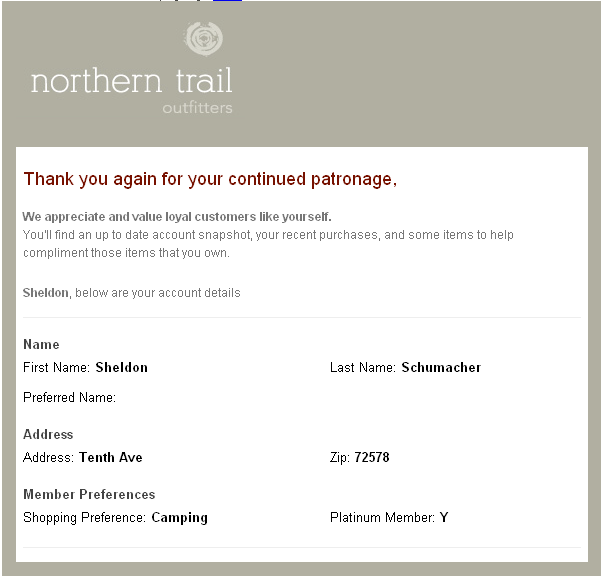 northern trail
outfitters
Thank you again for your continued patronage,
We appreciate and value loyal customers like yourself.
You'll find an up to date account snapshot, your recent purchases, and some items to help
compliment those items that you own.
Sheldon, below are your account details
Name
First Name: Sheldon Last Name: Schumacher
Preferred Name:
Address
Address: Tenth Ave Zip: 72578
Member Preferences
Shopping Preference: Camping Platinum Member: Y